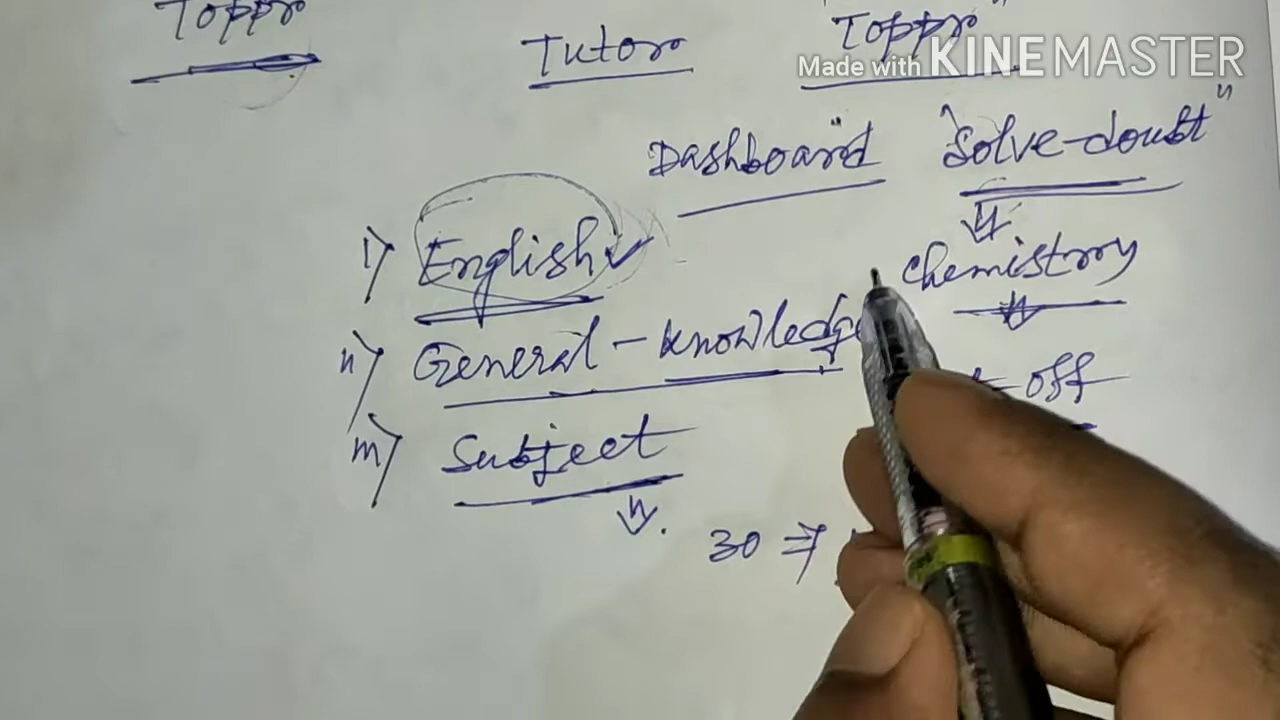 Toppr
Tutor
"Toppr"
Made with KINEMASTER
Dashboard
"Solve-doubt"
i) English ✓
Chemistry
ii) General - knowledge
off
iii) Subject
30 ⇒